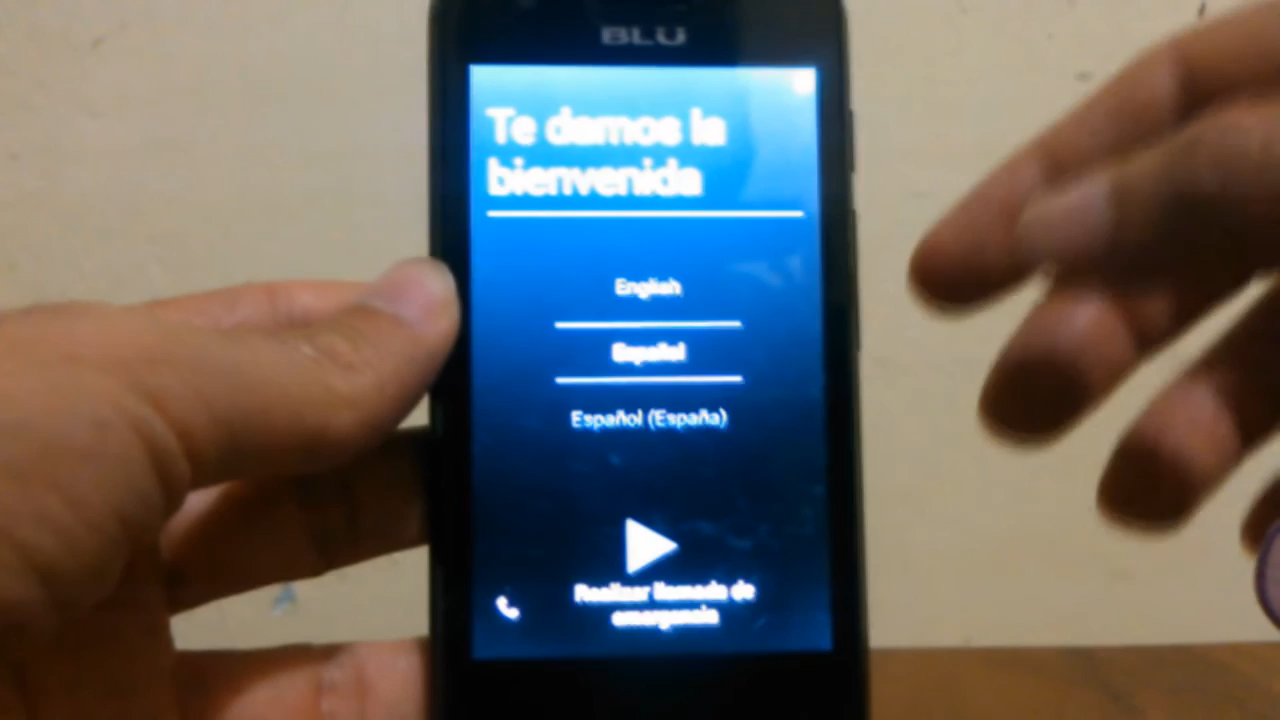 BLU
Te damos la
bienvenida
English
Español
Español (España)
Realizar llamada de
emergencia